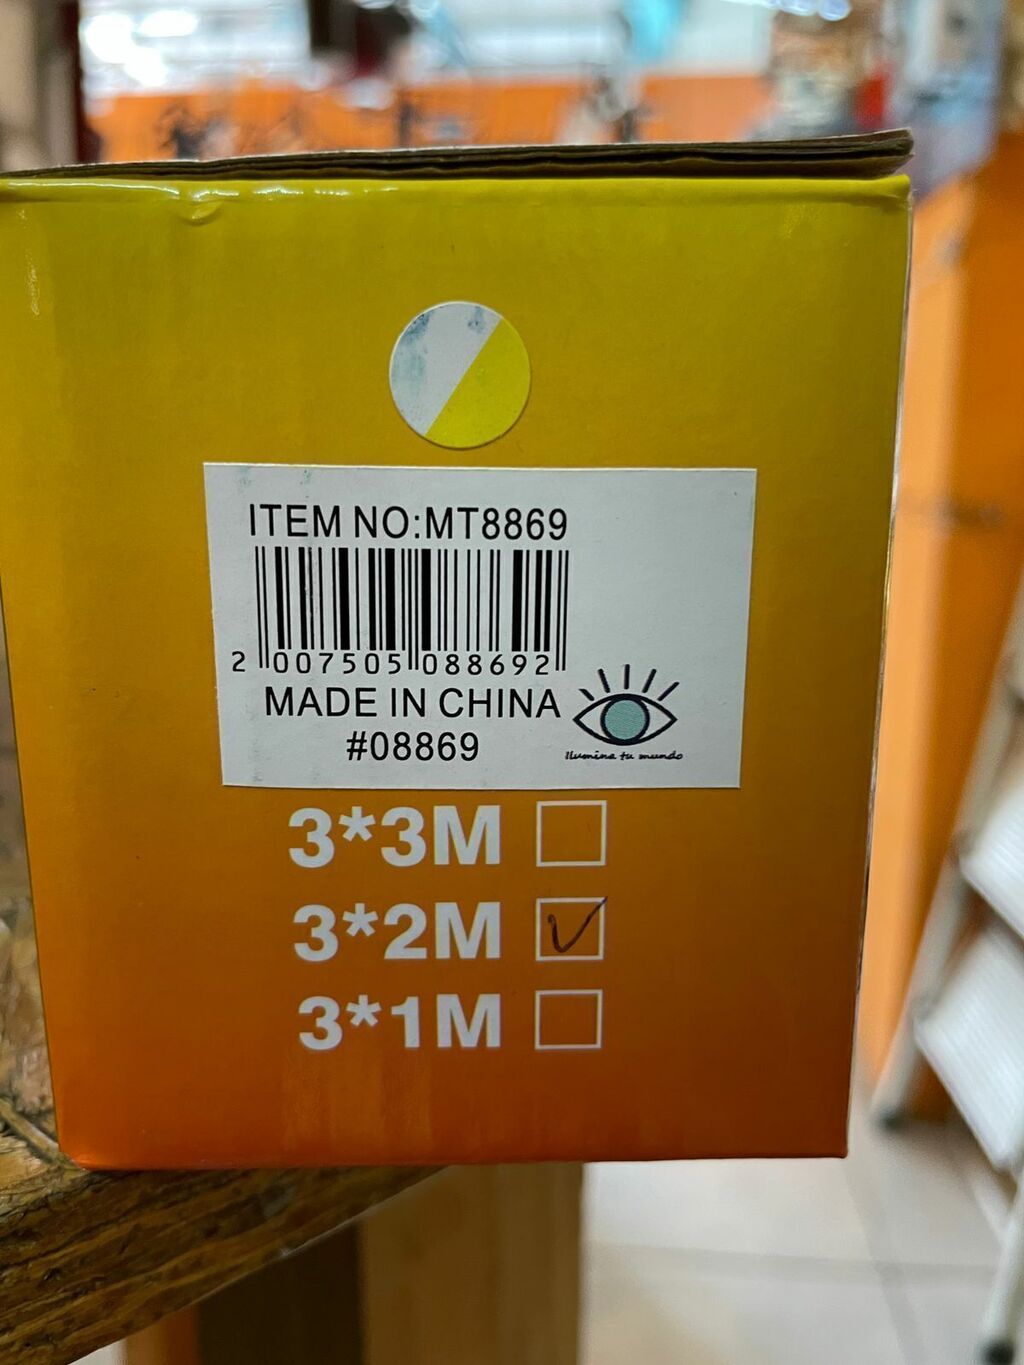 ITEM NO:MT8869
2 007505 088692
MADE IN CHINA
#08869
Ilumina tu mundo
3*3M
3*2M
3*1M